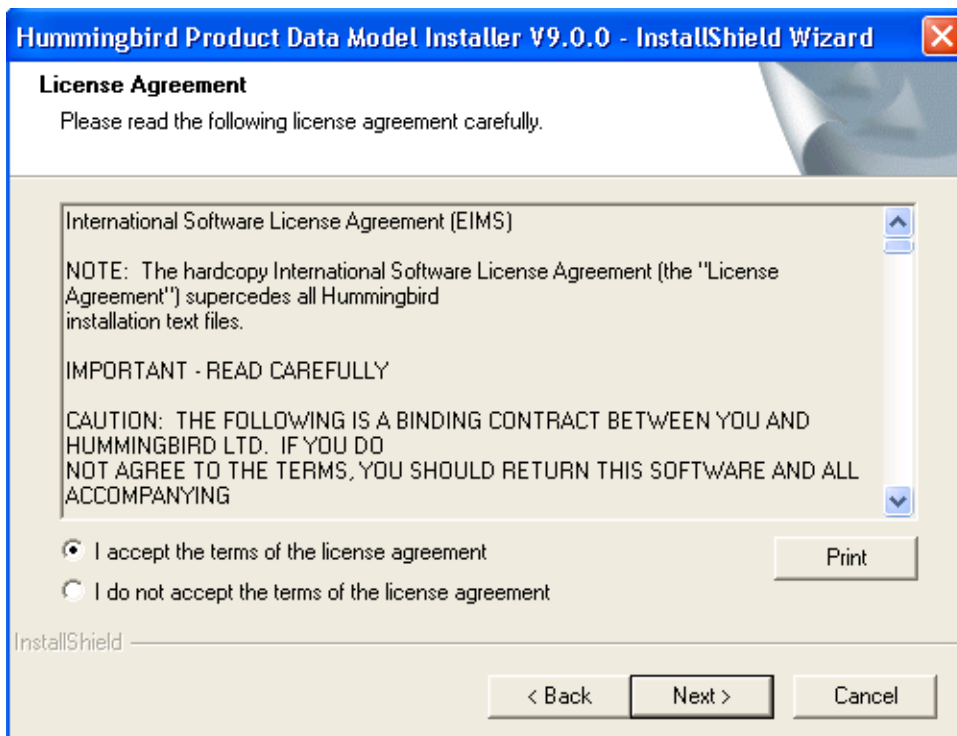 Hummingbird Product Data Model Installer V9.0.0 - InstallShield Wizard
License Agreement
Please read the following license agreement carefully.
International Software License Agreement (EIMS)
NOTE:  The hardcopy International Software License Agreement (the "License
Agreement") supercedes all Hummingbird
installation text files.
IMPORTANT - READ CAREFULLY
CAUTION:  THE FOLLOWING IS A BINDING CONTRACT BETWEEN YOU AND
HUMMINGBIRD LTD.  IF YOU DO
NOT AGREE TO THE TERMS, YOU SHOULD RETURN THIS SOFTWARE AND ALL
ACCOMPANYING
I accept the terms of the license agreement
Print
I do not accept the terms of the license agreement
InstallShield
< Back
Next >
Cancel